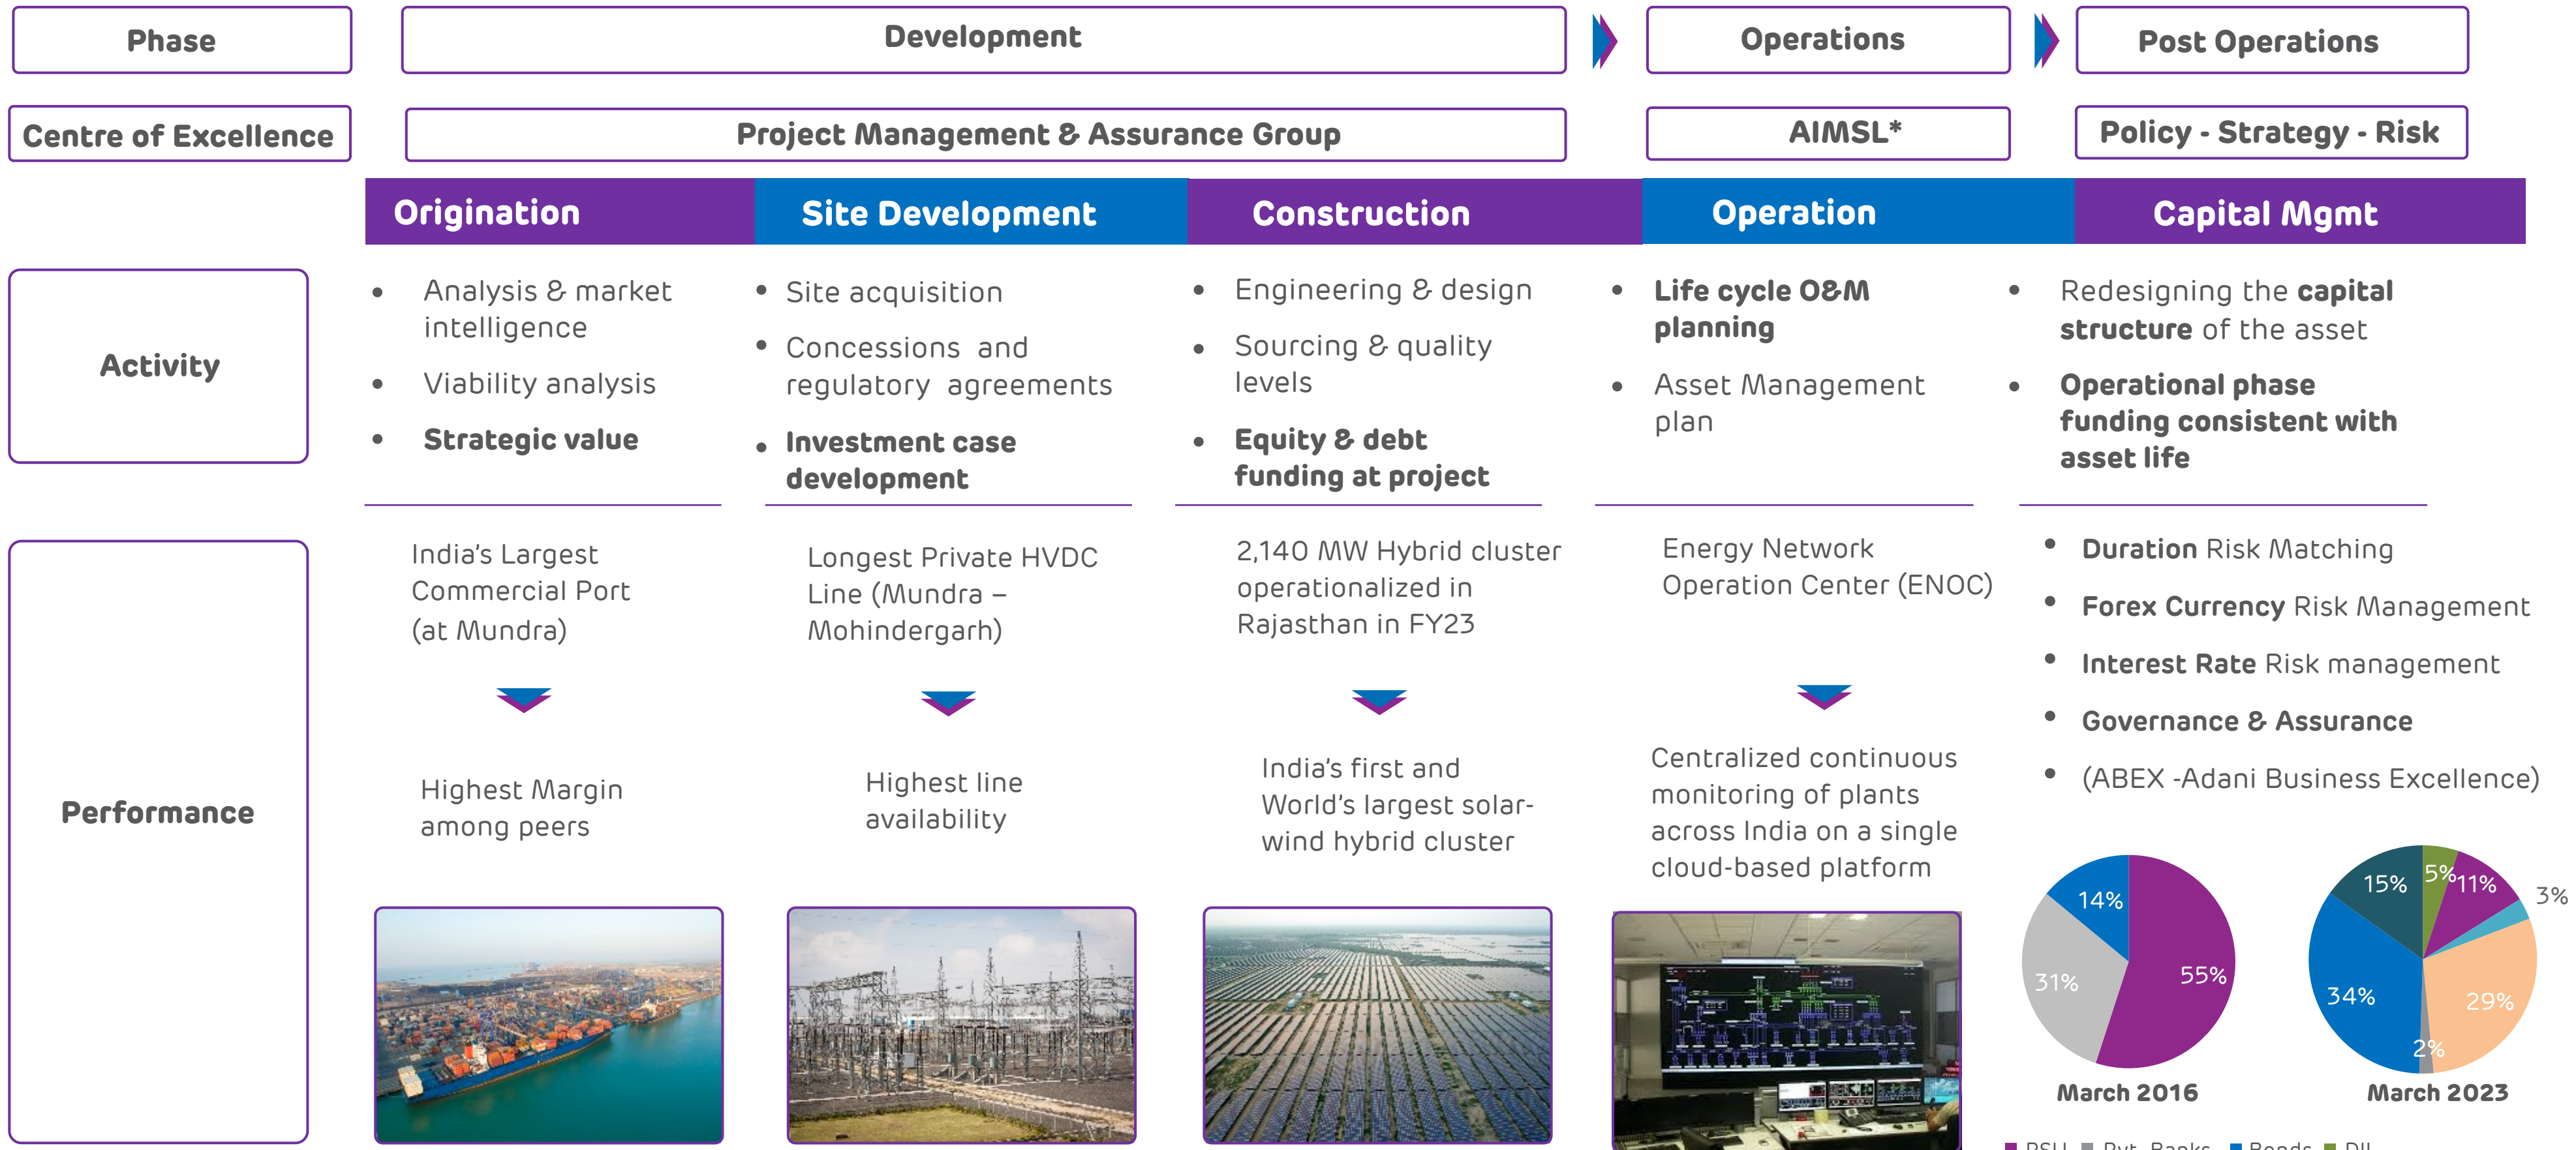 Phase
Development
Operations
Post Operations
Centre of Excellence
Project Management & Assurance Group
AIMSL*
Policy - Strategy - Risk
Origination
Site Development
Construction
Operation
Capital Mgmt
Activity
• Analysis & market
intelligence
• Viability analysis
• Strategic value
• Site acquisition
• Concessions and
regulatory agreements
• Investment case
development
• Engineering & design
• Sourcing & quality
levels
• Equity & debt
funding at project
• Life cycle O&M
planning
• Asset Management
plan
• Redesigning the capital
structure of the asset
• Operational phase
funding consistent with
asset life
Performance
India's Largest
Commercial Port
(at Mundra)
Highest Margin
among peers
Longest Private HVDC
Line (Mundra –
Mohindergarh)
Highest line
availability
2,140 MW Hybrid cluster
operationalized in
Rajasthan in FY23
India's first and
World's largest solar-
wind hybrid cluster
Energy Network
Operation Center (ENOC)
Centralized continuous
monitoring of plants
across India on a single
cloud-based platform
• Duration Risk Matching
• Forex Currency Risk Management
• Interest Rate Risk management
• Governance & Assurance
• (ABEX -Adani Business Excellence)
14%
31%
55%
March 2016
15%
5%
11%
3%
34%
29%
2%
March 2023
PSU Pvt. Banks Bonds DII